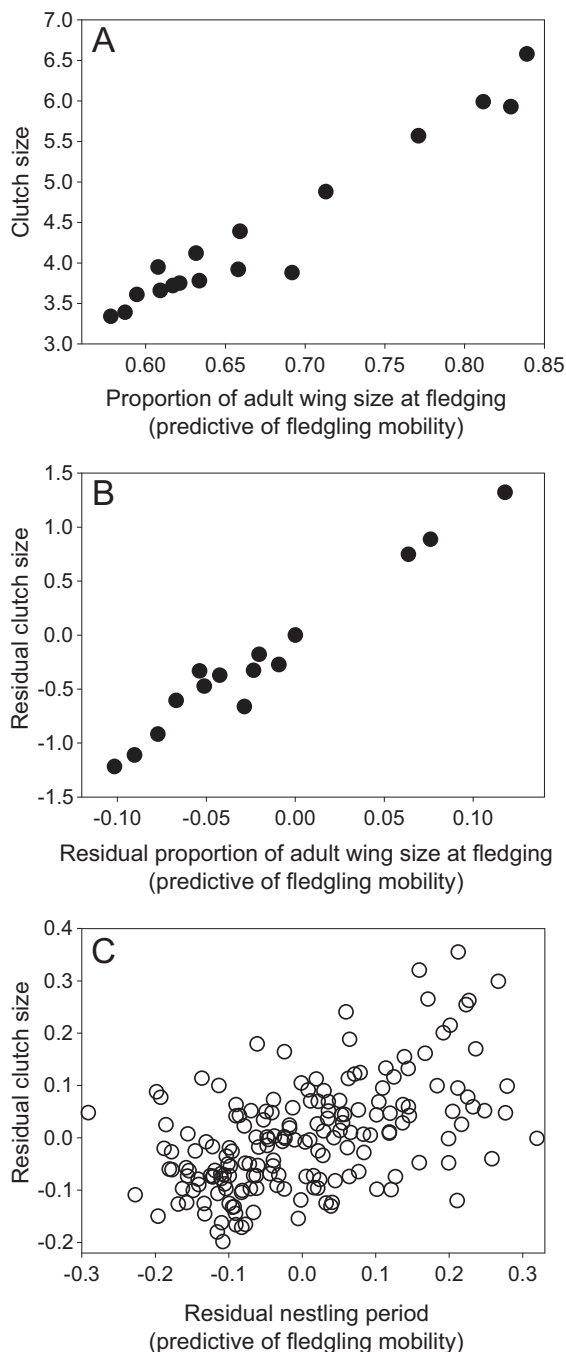 A
7.0
6.5
6.0
5.5
5.0
4.5
4.0
3.5
3.0
Clutch size
0.60 0.65 0.70 0.75 0.80 0.85
Proportion of adult wing size at fledging
(predictive of fledgling mobility)
B
1.5
1.0
0.5
0.0
-0.5
-1.0
-1.5
Residual clutch size
-0.10 -0.05 0.00 0.05 0.10
Residual proportion of adult wing size at fledging
(predictive of fledgling mobility)
C
0.4
0.3
0.2
0.1
0.0
-0.1
-0.2
Residual clutch size
-0.3 -0.2 -0.1 0.0 0.1 0.2 0.3
Residual nestling period
(predictive of fledgling mobility)